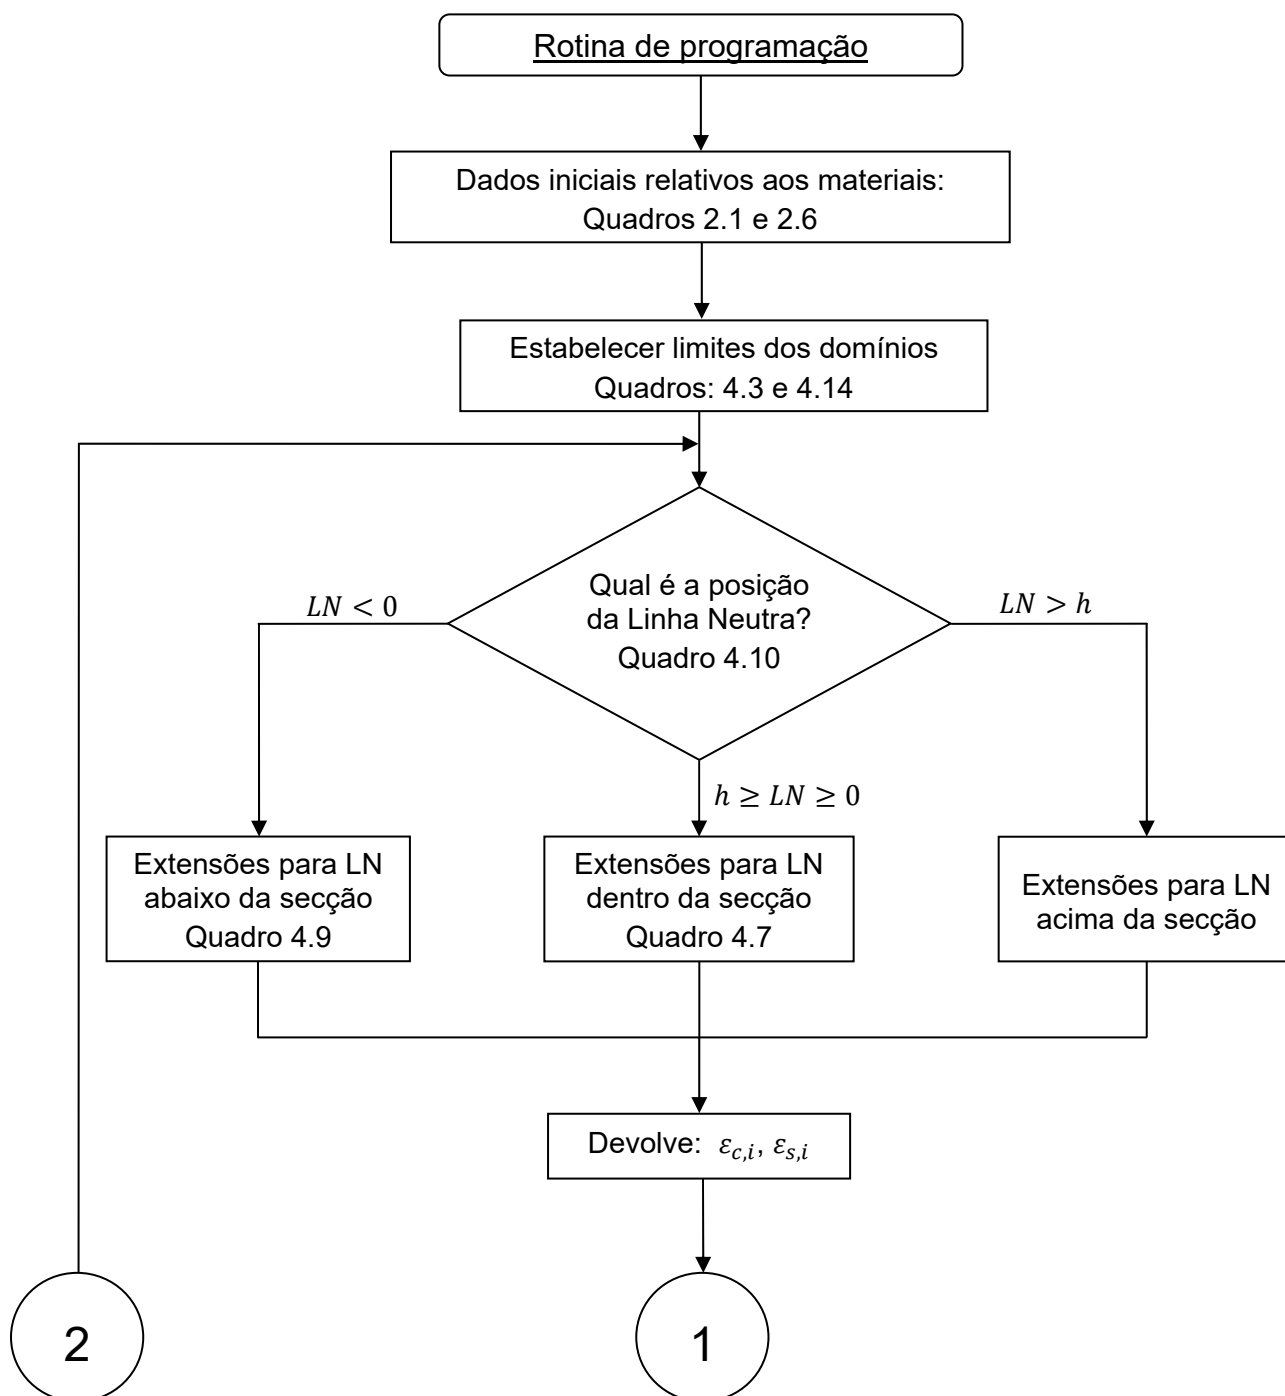 Rotina de programação
Dados iniciais relativos aos materiais:
Quadros 2.1 e 2.6
Estabelecer limites dos domínios
Quadros: 4.3 e 4.14
Qual é a posição
da Linha Neutra?
Quadro 4.10
LN < 0
LN > h
h ≥ LN ≥ 0
Extensões para LN
abaixo da secção
Quadro 4.9
Extensões para LN
dentro da secção
Quadro 4.7
Extensões para LN
acima da secção
Devolve: ε_{c,i}, ε_{s,i}
2
1